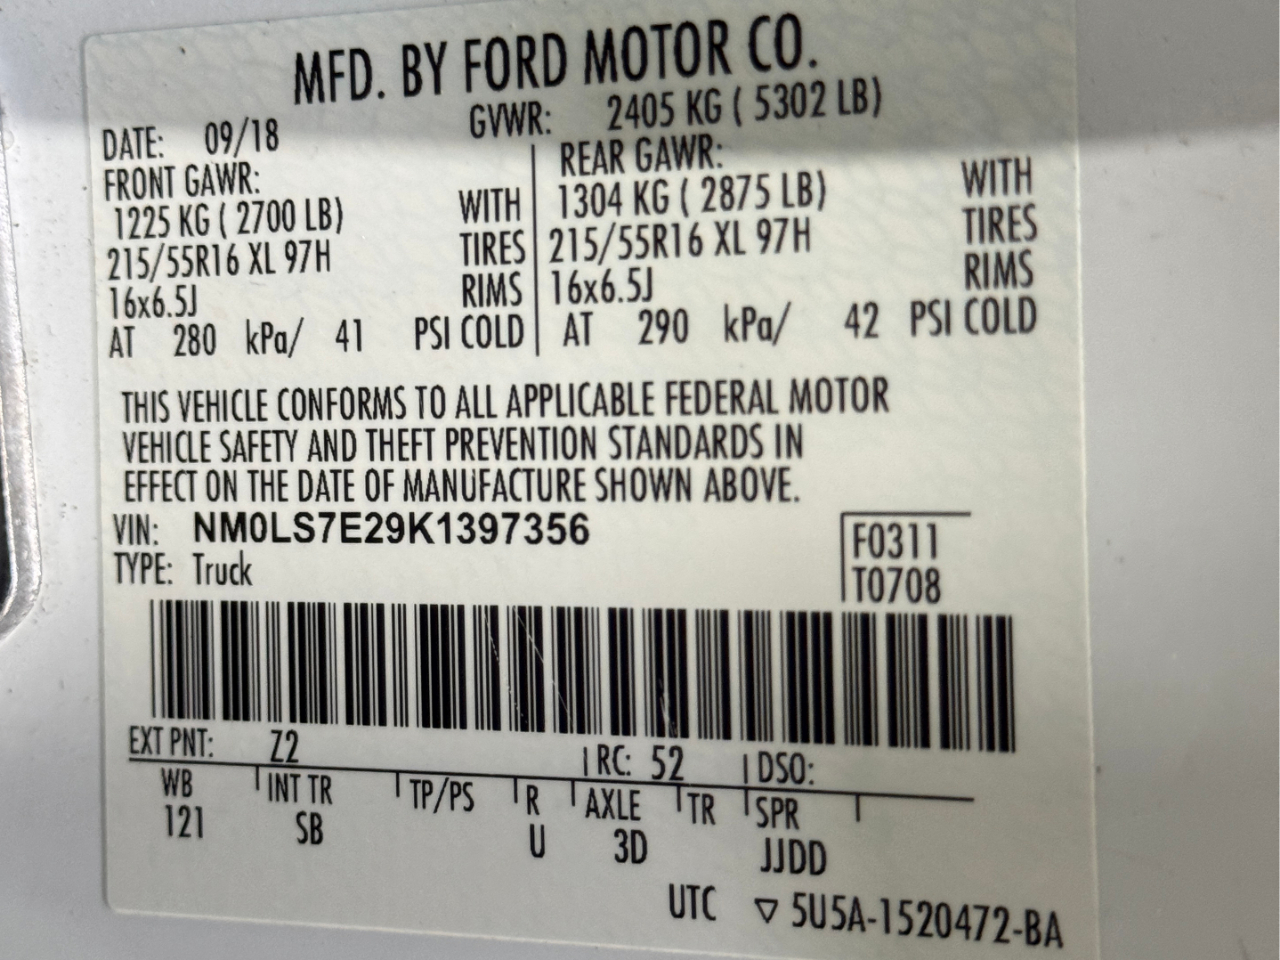 MFD. BY FORD MOTOR CO.
DATE: 09/18 GVWR: 2405 KG ( 5302 LB)
FRONT GAWR:
1225 KG ( 2700 LB) WITH
215/55R16 XL 97H TIRES
16x6.5J RIMS
AT 280 kPa/ 41 PSI COLD
REAR GAWR:
1304 KG ( 2875 LB) WITH
215/55R16 XL 97H TIRES
16x6.5J RIMS
AT 290 kPa/ 42 PSI COLD
THIS VEHICLE CONFORMS TO ALL APPLICABLE FEDERAL MOTOR
VEHICLE SAFETY AND THEFT PREVENTION STANDARDS IN
EFFECT ON THE DATE OF MANUFACTURE SHOWN ABOVE.
VIN: NM0LS7E29K1397356
TYPE: Truck
F0311
T0708
EXT PNT: Z2 RC: 52 DSO:
WB INT TR TP/PS R AXLE TR SPR
121 SB U 3D JJDD
UTC ▽ 5U5A-1520472-BA